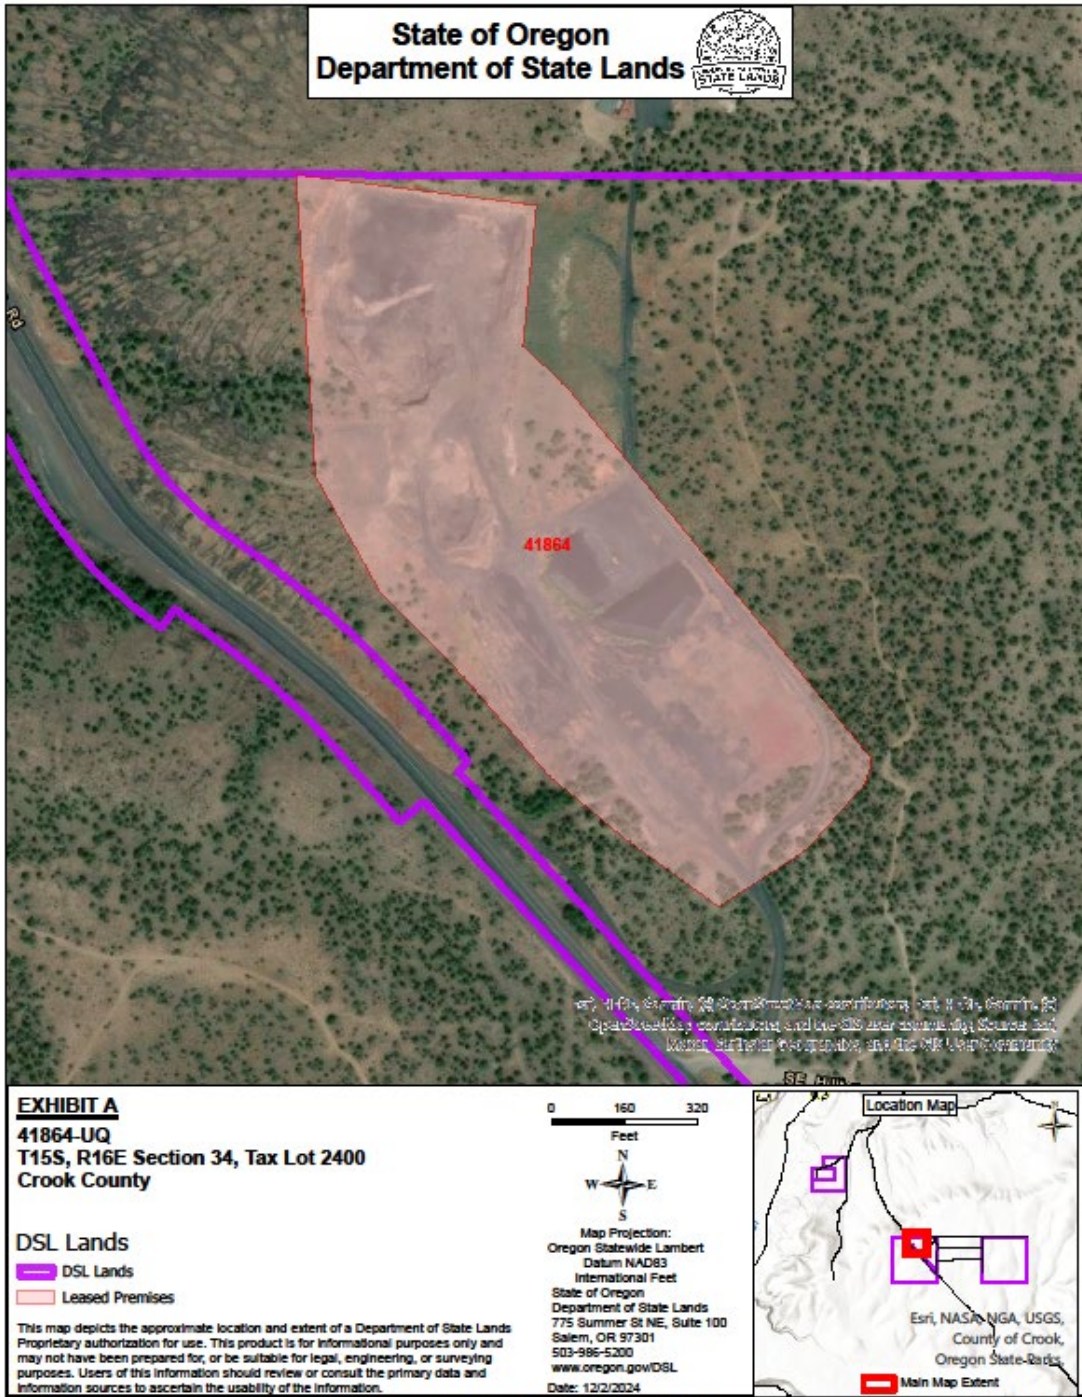 State of Oregon
Department of State Lands
STATE LANDS
Rd
41864
SE
EXHIBIT A
41864-UQ
T15S, R16E Section 34, Tax Lot 2400
Crook County
DSL Lands
DSL Lands
Leased Premises
This map depicts the approximate location and extent of a Department of State Lands
Proprietary authorization for use. This product is for informational purposes only and
may not have been prepared for, or be suitable for legal, engineering, or surveying
purposes. Users of this information should review or consult the primary data and
information sources to ascertain the usability of the information.
0 160 320
Feet
N
W E
S
Map Projection:
Oregon Statewide Lambert
Datum NAD83
International Feet
State of Oregon
Department of State Lands
775 Summer St NE, Suite 100
Salem, OR 97301
503-986-5200
www.oregon.gov/DSL
Date: 12/2/2024
Location Map
N
Esri, NASA, NGA, USGS,
County of Crook,
Oregon State Parks
Main Map Extent